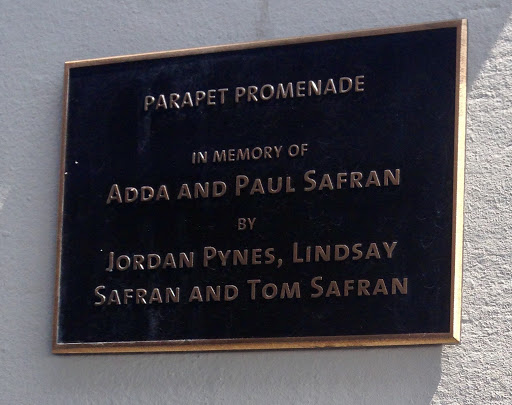 PARAPET PROMENADE
IN MEMORY OF
ADDA AND PAUL SAFRAN
BY
JORDAN PYNES, LINDSAY
SAFRAN AND TOM SAFRAN